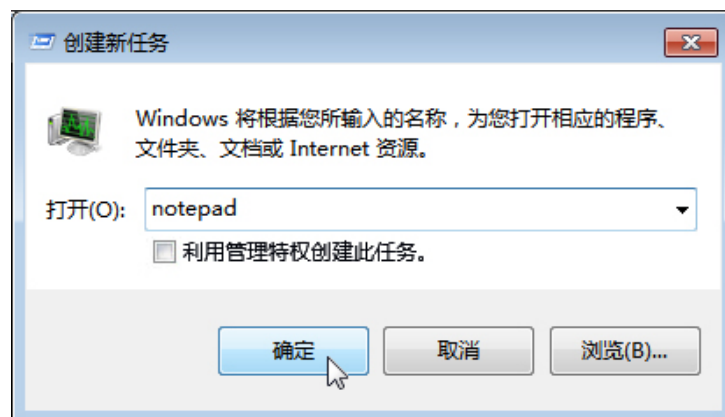 创建新任务
Windows 将根据您所输入的名称，为您打开相应的程序、
文件夹、文档或 Internet 资源。
打开(O): notepad
利用管理特权创建此任务。
确定 取消 浏览(B)...